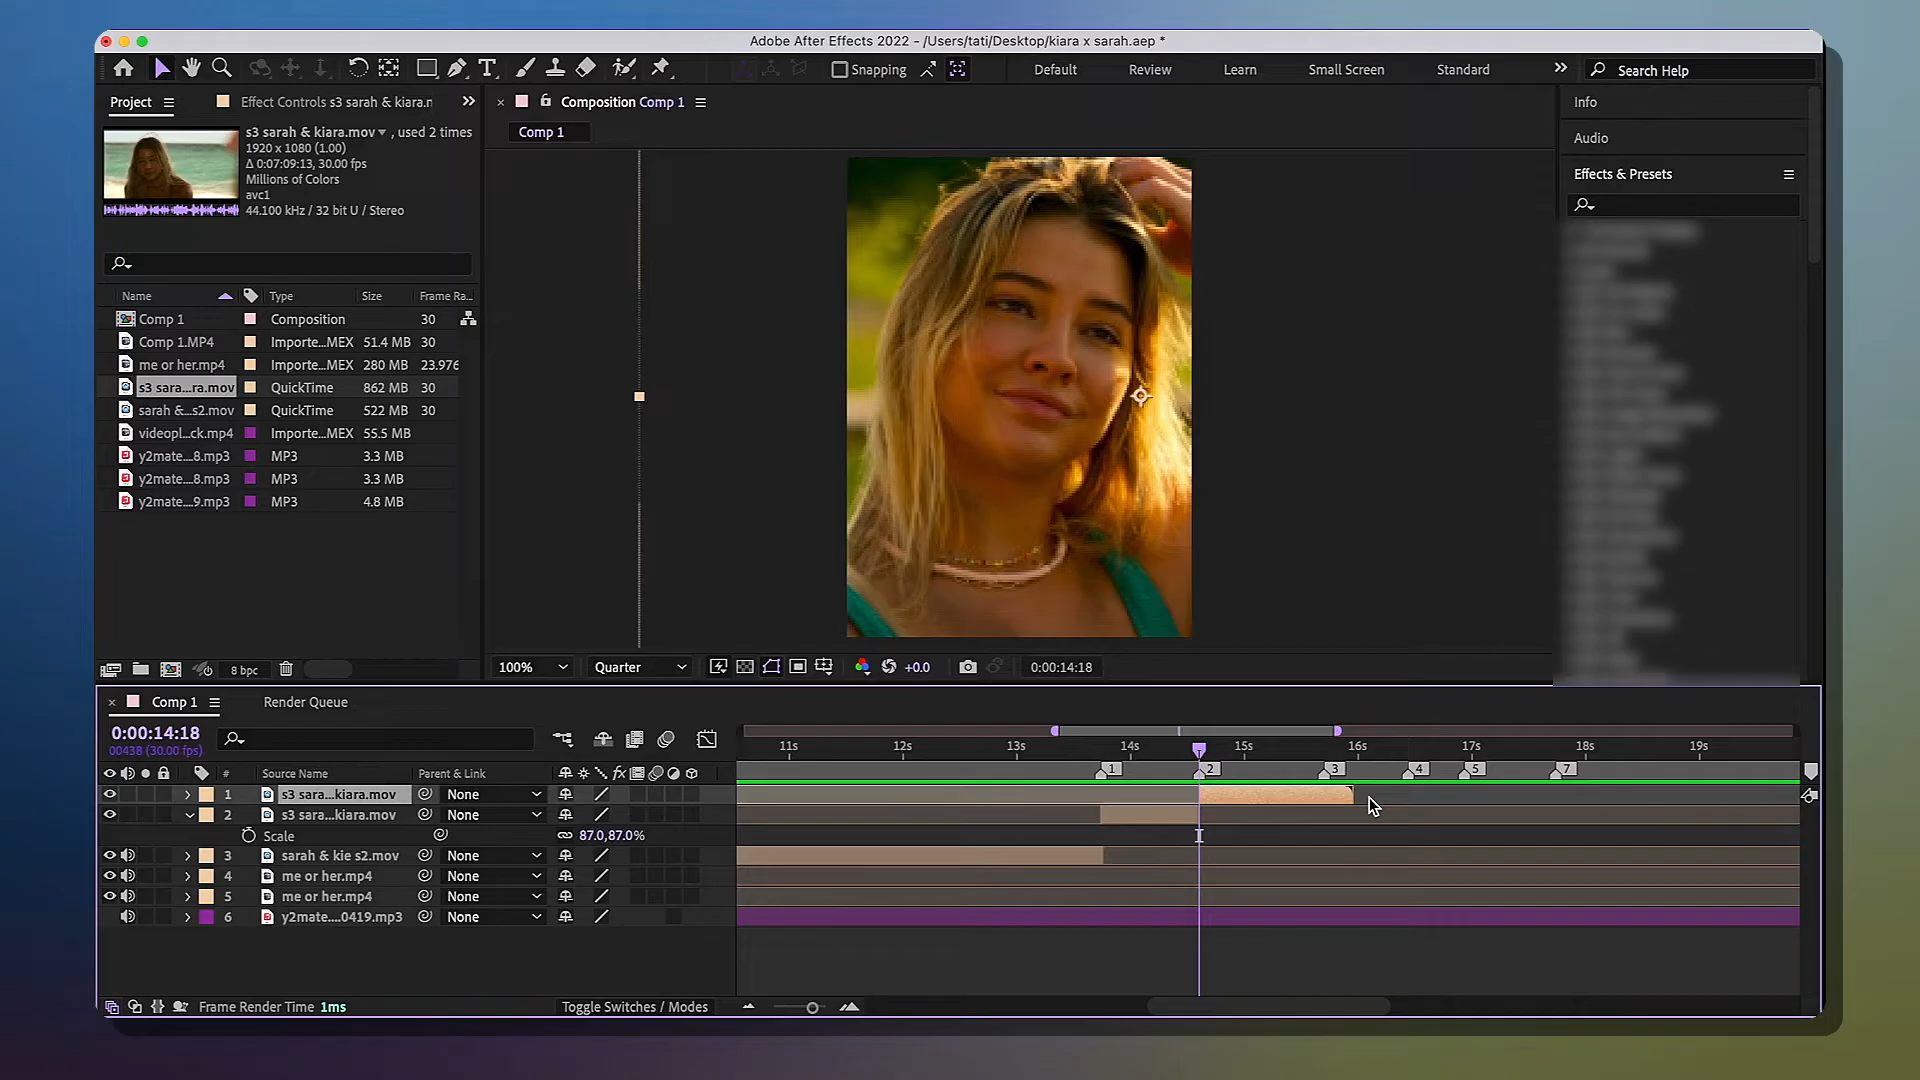 Adobe After Effects 2022 - /Users/tati/Desktop/kiara x sarah.aep *
Snapping
Default
Review
Learn
Small Screen
Standard
Search Help
Project
Effect Controls s3 sarah & kiara.n
s3 sarah & kiara.mov , used 2 times
1920 x 1080 (1.00)
Δ 0:07:09:13, 30.00 fps
Millions of Colors
avc1
44.100 kHz / 32 bit U / Stereo
Name Type Size Frame Ra...
Comp 1 Composition 30
Comp 1.MP4 Importe...MEX 51.4 MB 30
me or her.mp4 Importe...MEX 280 MB 23.976
s3 sara...ra.mov QuickTime 862 MB 30
sarah &...s2.mov QuickTime 522 MB 30
videopl...ck.mp4 Importe...MEX 55.5 MB
y2mate....8.mp3 MP3 3.3 MB
y2mate....8.mp3 MP3 3.3 MB
y2mate....9.mp3 MP3 4.8 MB
8 bpc
Composition Comp 1
Comp 1
100%
Quarter
+0.0
0:00:14:18
Info
Audio
Effects & Presets
Comp 1
Render Queue
0:00:14:18
00438 (30.00 fps)
11s 12s 13s 14s 15s 16s 17s 18s 19s
1 2 3 4 5 7
# Source Name Parent & Link
1 s3 sara...kiara.mov None
2 s3 sara...kiara.mov None
Scale 87.0,87.0%
3 sarah & kie s2.mov None
4 me or her.mp4 None
5 me or her.mp4 None
6 y2mate....0419.mp3 None
Frame Render Time 1ms
Toggle Switches / Modes